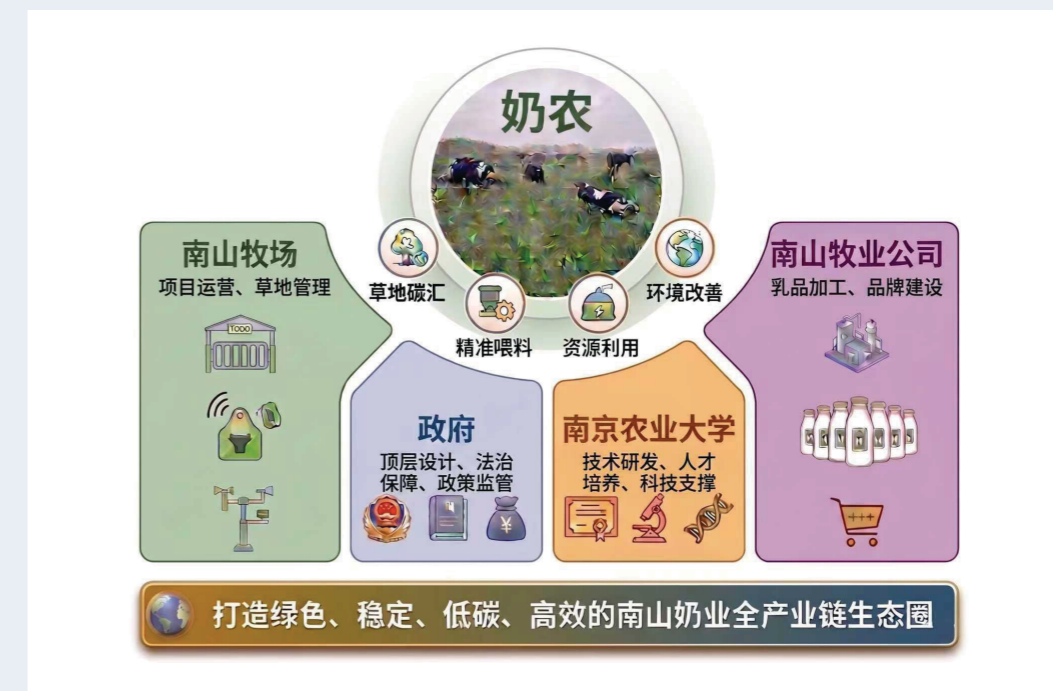 奶农
南山牧场
项目运营、草地管理
TODO
草地碳汇
精准喂料
资源利用
环境改善
南山牧业公司
乳品加工、品牌建设
政府
顶层设计、法治
保障、政策监管
¥
南京农业大学
技术研发、人才
培养、科技支撑
+++
打造绿色、稳定、低碳、高效的南山奶业全产业链生态圈